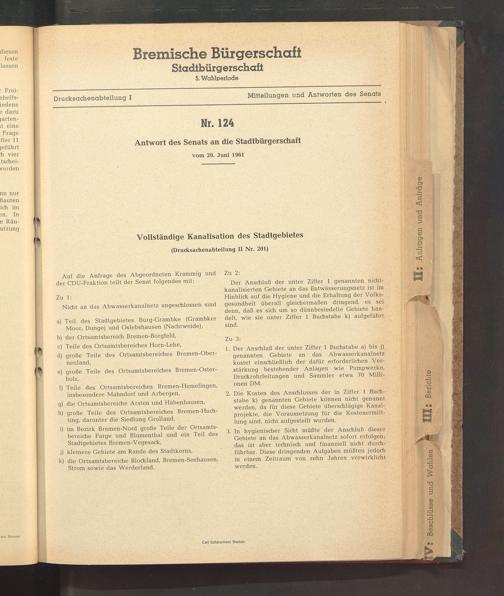 Bremische Bürgerschaft
Stadtbürgerschaft
5. Wahlperiode
Drucksachenabteilung I
Mitteilungen und Antworten des Senats
Nr. 124
Antwort des Senats an die Stadtbürgerschaft
vom 20. Juni 1961
Vollständige Kanalisation des Stadtgebietes
(Drucksachenabteilung II Nr. 201)
Auf die Anfrage des Abgeordneten Krammig und
der CDU-Fraktion teilt der Senat folgendes mit:
Zu 1:
Nicht an das Abwasserkanalnetz angeschlossen sind
a) Teil des Stadtgebietes Burg-Grambke (Grambker
Moor, Dunge) und Oslebshausen (Nachtweide),
b) der Ortsamtsbereich Bremen-Borgfeld,
c) Teile des Ortsamtsbereiches Horn-Lehe,
d) große Teile des Ortsamtsbereiches Bremen-Ober-
neuland,
e) große Teile des Ortsamtsbereiches Bremen-Oster-
holz,
f) Teile des Ortsamtsbereiches Bremen-Hemelingen,
insbesondere Mahndorf und Arbergen,
g) die Ortsamtsbereiche Arsten und Habenhausen,
h) große Teile des Ortsamtsbereiches Bremen-Huch-
ting, darunter die Siedlung Grolland,
i) im Bezirk Bremen-Nord große Teile der Ortsamts-
bereiche Farge und Blumenthal und ein Teil des
Stadtgebietes Bremen-Vegesack,
j) kleinere Gebiete am Rande des Stadtkerns,
k) die Ortsamtsbereiche Blockland, Bremen-Seehausen,
Strom sowie das Werderland.
Zu 2:
Der Anschluß der unter Ziffer 1 genannten nicht-
kanalisierten Gebiete an das Entwässerungsnetz ist im
Hinblick auf die Hygiene und die Erhaltung der Volks-
gesundheit überall gleichermaßen dringend, es sei
denn, daß es sich um so dünnbesiedelte Gebiete han-
delt, wie sie unter Ziffer 1 Buchstabe k) aufgeführt
sind.
Zu 3:
1. Der Anschluß der unter Ziffer 1 Buchstabe a) bis j)
genannten Gebiete an das Abwasserkanalnetz
kostet einschließlich der dafür erforderlichen Ver-
stärkung bestehender Anlagen wie Pumpwerke,
Druckrohrleitungen und Sammler etwa 70 Milli-
onen DM.
2. Die Kosten des Anschlusses der in Ziffer 1 Buch-
stabe k) genannten Gebiete können nicht genannt
werden, da für diese Gebiete überschlägige Kanal-
projekte, die Voraussetzung für die Kostenermitt-
lung sind, nicht aufgestellt wurden.
3. In hygienischer Sicht müßte der Anschluß dieser
Gebiete an das Abwasserkanalnetz sofort erfolgen;
das ist aber technisch und finanziell nicht durch-
führbar. Diese dringenden Aufgaben müßten jedoch
in einem Zeitraum von zehn Jahren verwirklicht
werden.
Carl Schünemann Bremen
II: Anfragen und Anträge
III: Berichte
IV: Beschlüsse und Wahlen